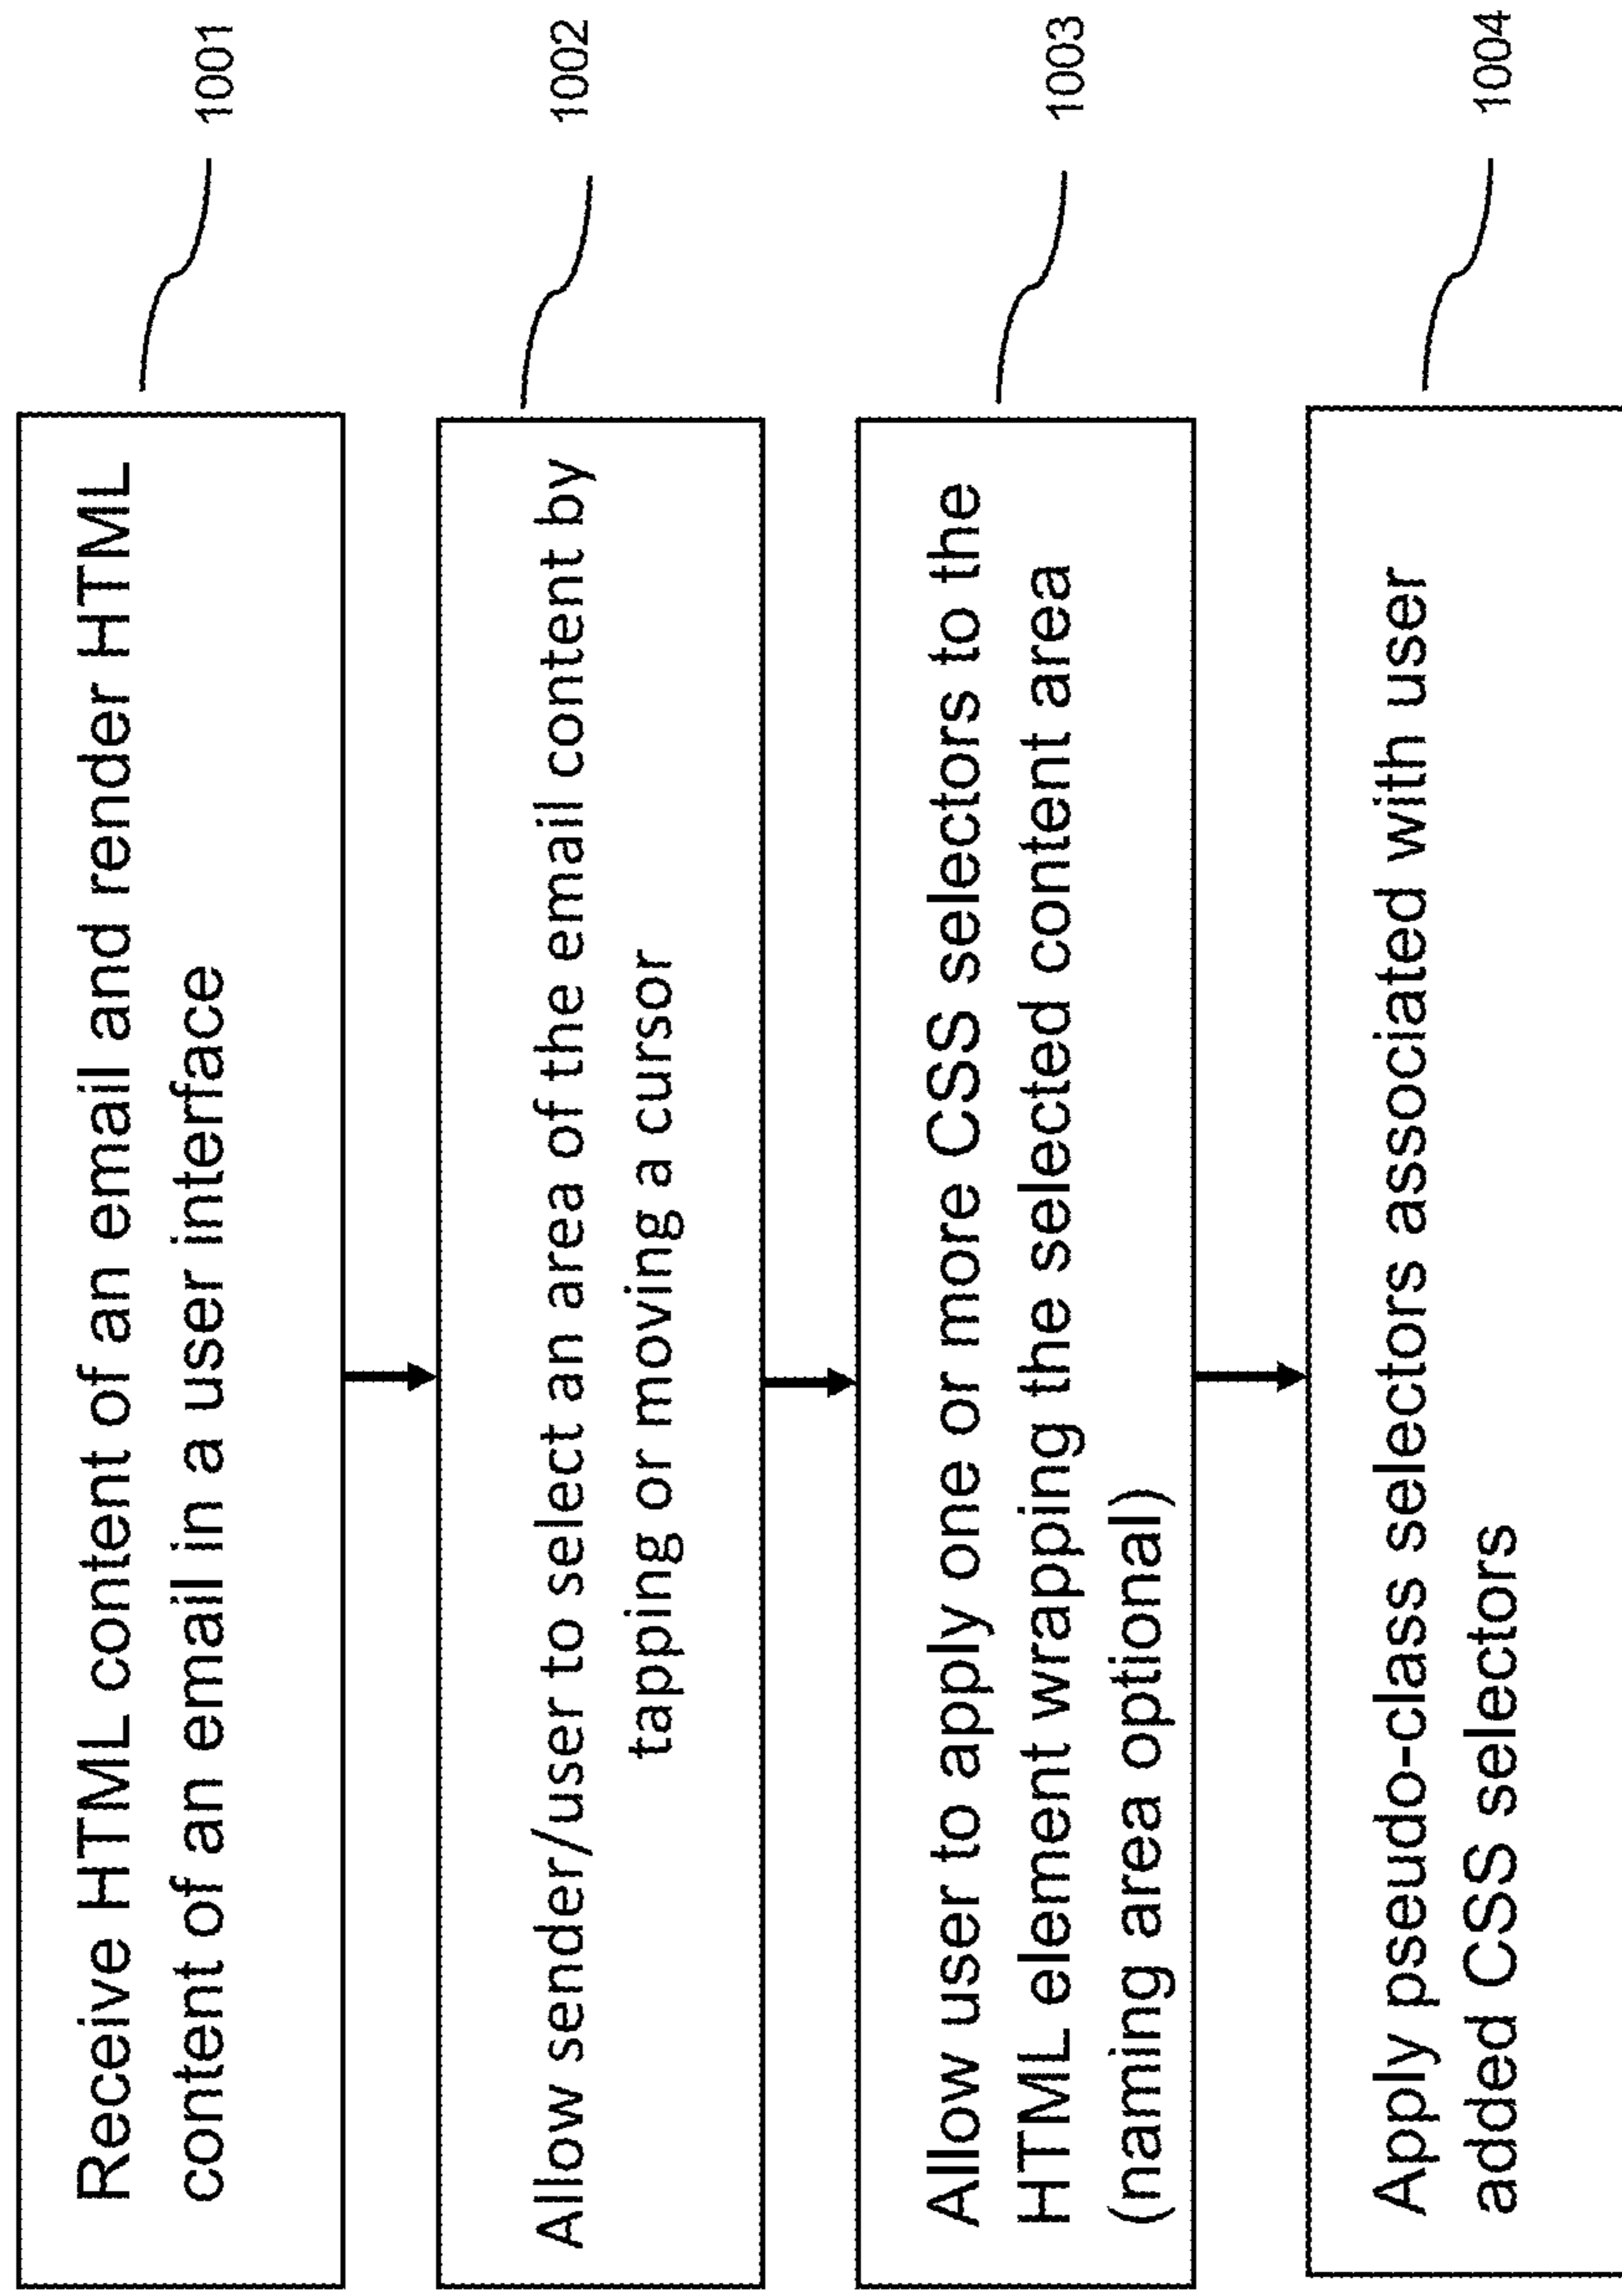 Receive HTML content of an email and render HTML
content of an email in a user interface
1001
Allow sender/user to select an area of the email content by
tapping or moving a cursor
1002
Allow user to apply one or more CSS selectors to the
HTML element wrapping the selected content area
(naming area optional)
1003
Apply pseudo-class selectors associated with user
added CSS selectors
1004